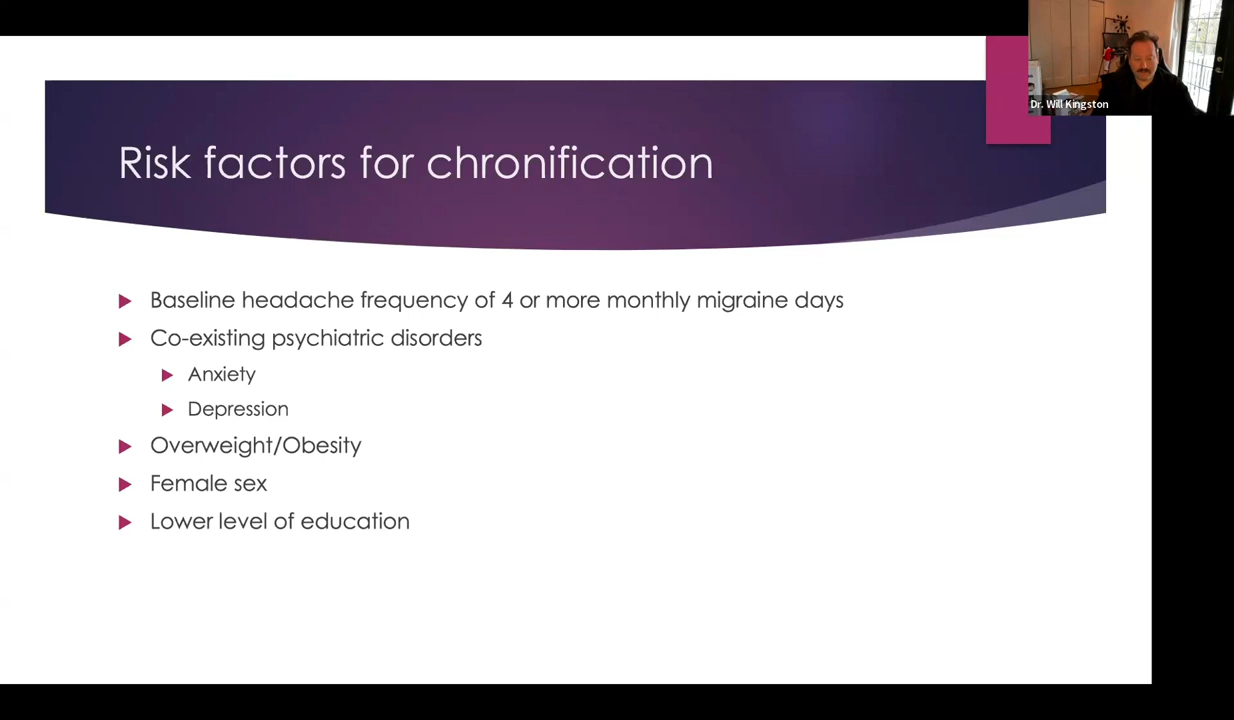 Dr. Will Kingston
Risk factors for chronification
Baseline headache frequency of 4 or more monthly migraine days
Co-existing psychiatric disorders
Anxiety
Depression
Overweight/Obesity
Female sex
Lower level of education